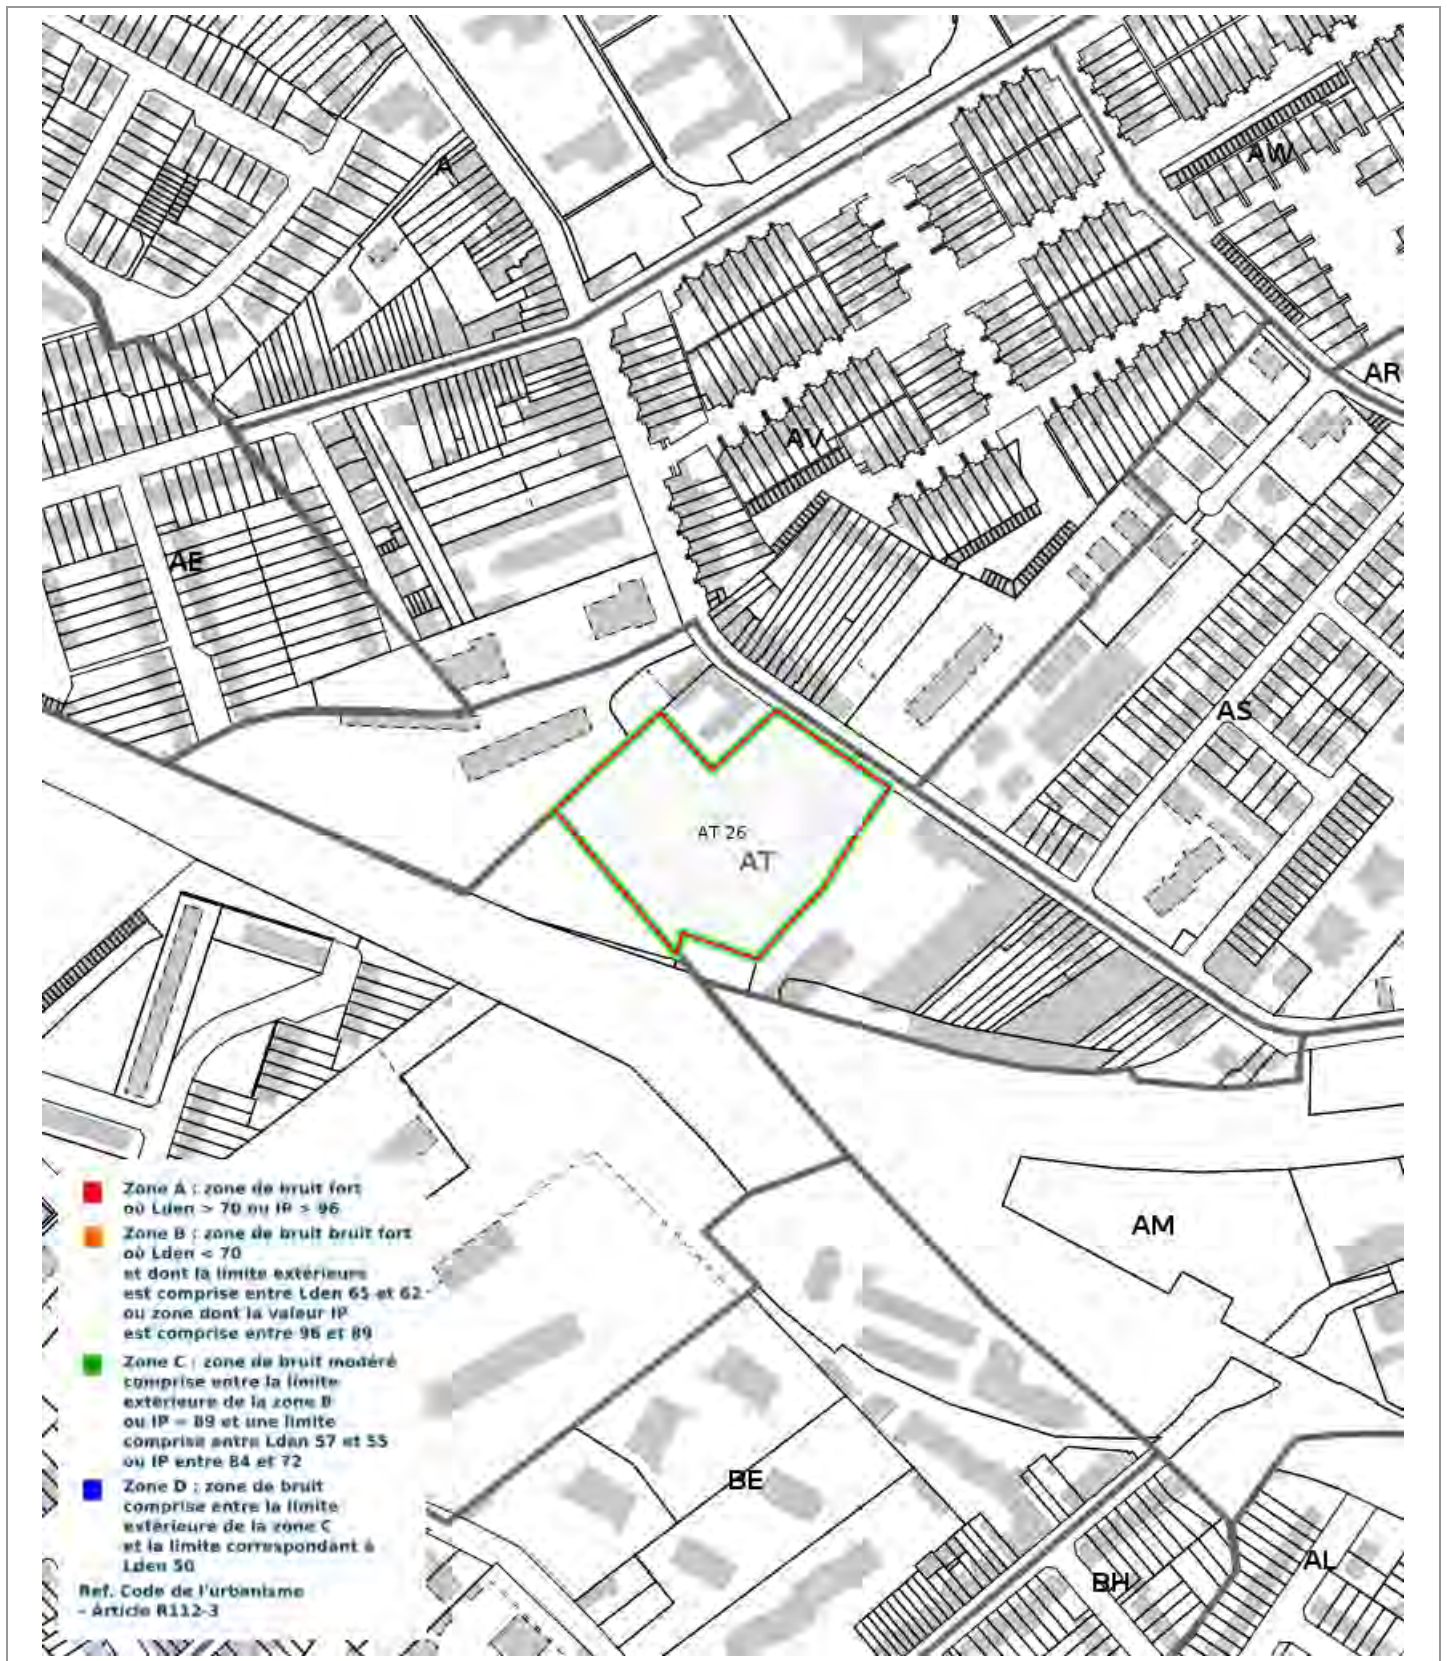 A
AW
AR
AV
AE
AS
AT 26
AT
Zone A : zone de bruit fort
où Lden > 70 ou IP > 96
Zone B : zone de bruit bruit fort
où Lden < 70
et dont la limite extérieure
est comprise entre Lden 65 et 62
ou zone dont la valeur IP
est comprise entre 96 et 89
Zone C : zone de bruit modéré
comprise entre la limite
extérieure de la zone B
ou IP = 89 et une limite
comprise entre Lden 57 et 55
ou IP entre 84 et 72
Zone D : zone de bruit
comprise entre la limite
extérieure de la zone C
et la limite correspondant à
Lden 50
Ref. Code de l'urbanisme
- Article R112-3
AM
BE
BH
AL